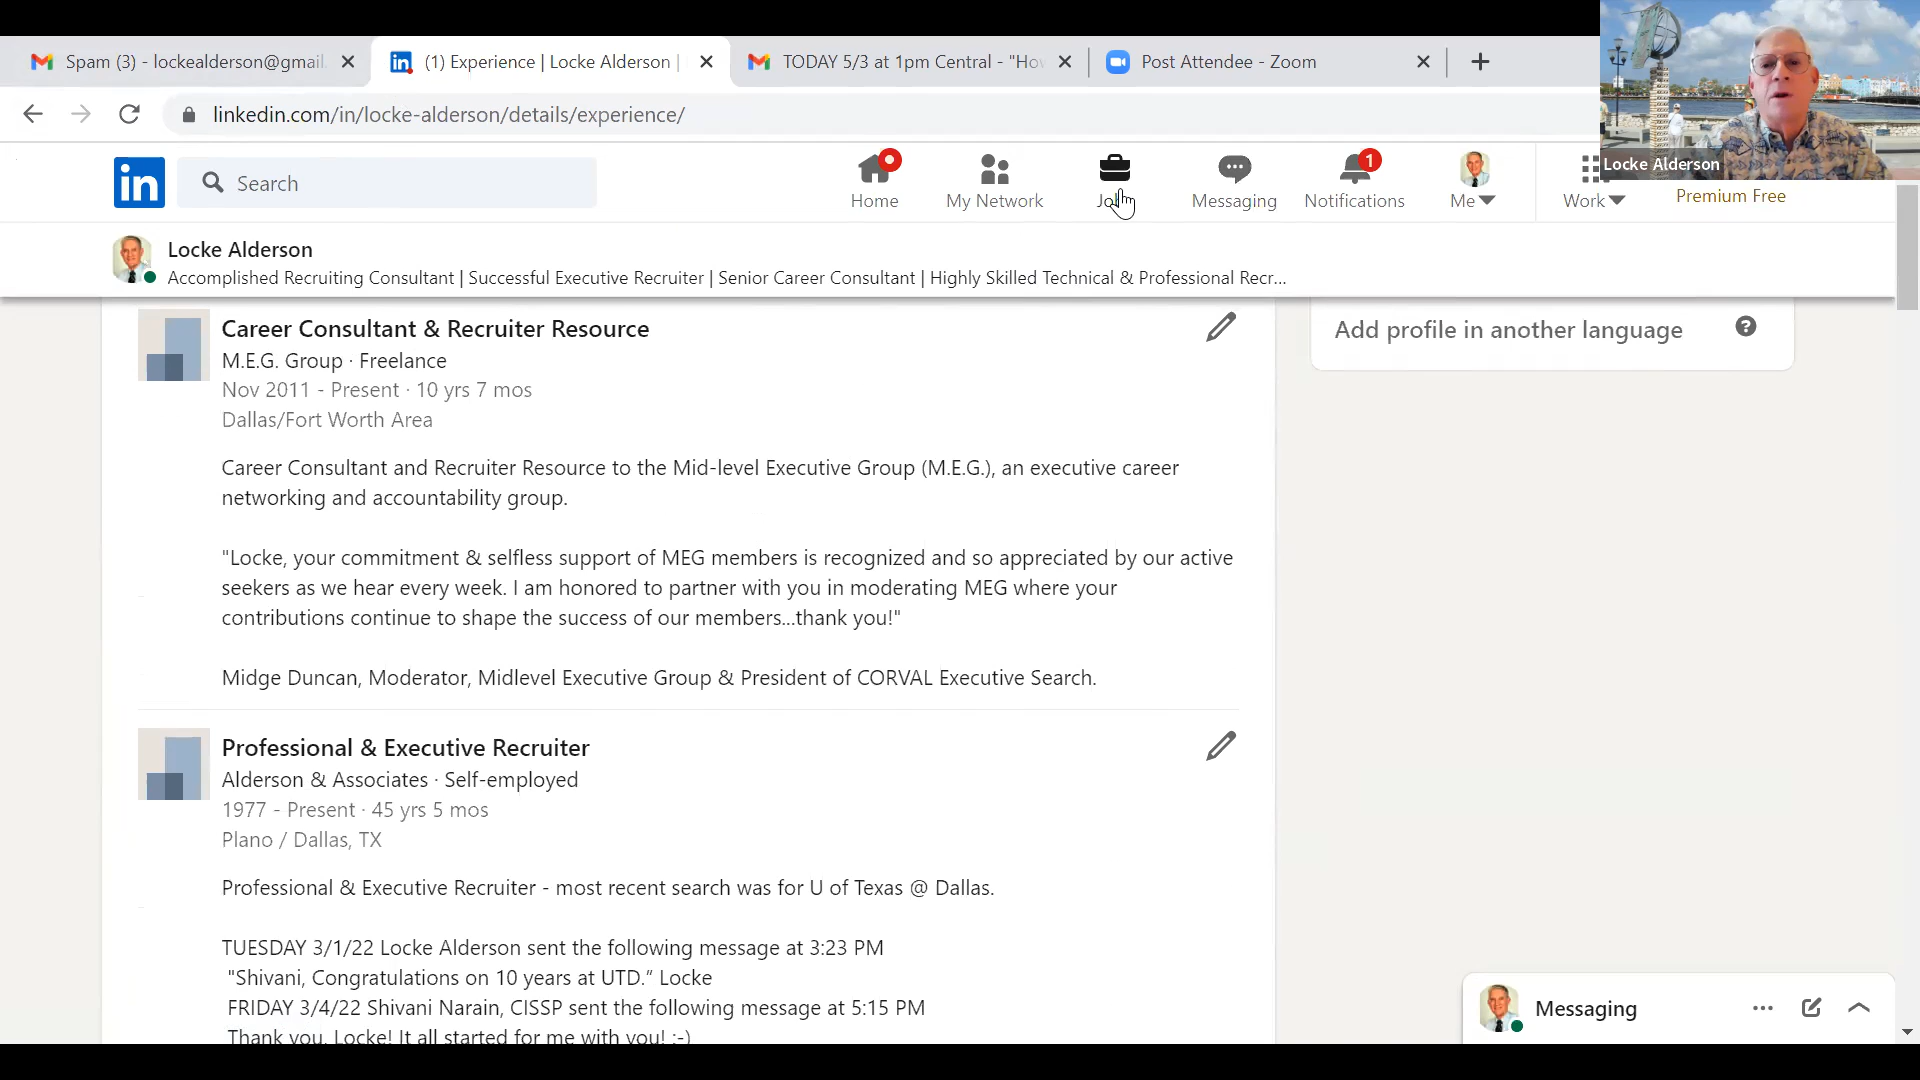 Spam (3) - lockealderson@gmail.
(1) Experience | Locke Alderson |
TODAY 5/3 at 1pm Central - "Ho
Post Attendee - Zoom
linkedin.com/in/locke-alderson/details/experience/
Locke Alderson
in
Search
Home
My Network
Messaging
1
Notifications
Me
Work
Premium Free
Locke Alderson
Accomplished Recruiting Consultant | Successful Executive Recruiter | Senior Career Consultant | Highly Skilled Technical & Professional Recr...
Career Consultant & Recruiter Resource
M.E.G. Group · Freelance
Nov 2011 - Present · 10 yrs 7 mos
Dallas/Fort Worth Area
Career Consultant and Recruiter Resource to the Mid-level Executive Group (M.E.G.), an executive career
networking and accountability group.
"Locke, your commitment & selfless support of MEG members is recognized and so appreciated by our active
seekers as we hear every week. I am honored to partner with you in moderating MEG where your
contributions continue to shape the success of our members...thank you!"
Midge Duncan, Moderator, Midlevel Executive Group & President of CORVAL Executive Search.
Add profile in another language
Professional & Executive Recruiter
Alderson & Associates · Self-employed
1977 - Present · 45 yrs 5 mos
Plano / Dallas, TX
Professional & Executive Recruiter - most recent search was for U of Texas @ Dallas.
TUESDAY 3/1/22 Locke Alderson sent the following message at 3:23 PM
"Shivani, Congratulations on 10 years at UTD.“ Locke
FRIDAY 3/4/22 Shivani Narain, CISSP sent the following message at 5:15 PM
Thank you, Locke! It all started for me with you! :-)
Messaging